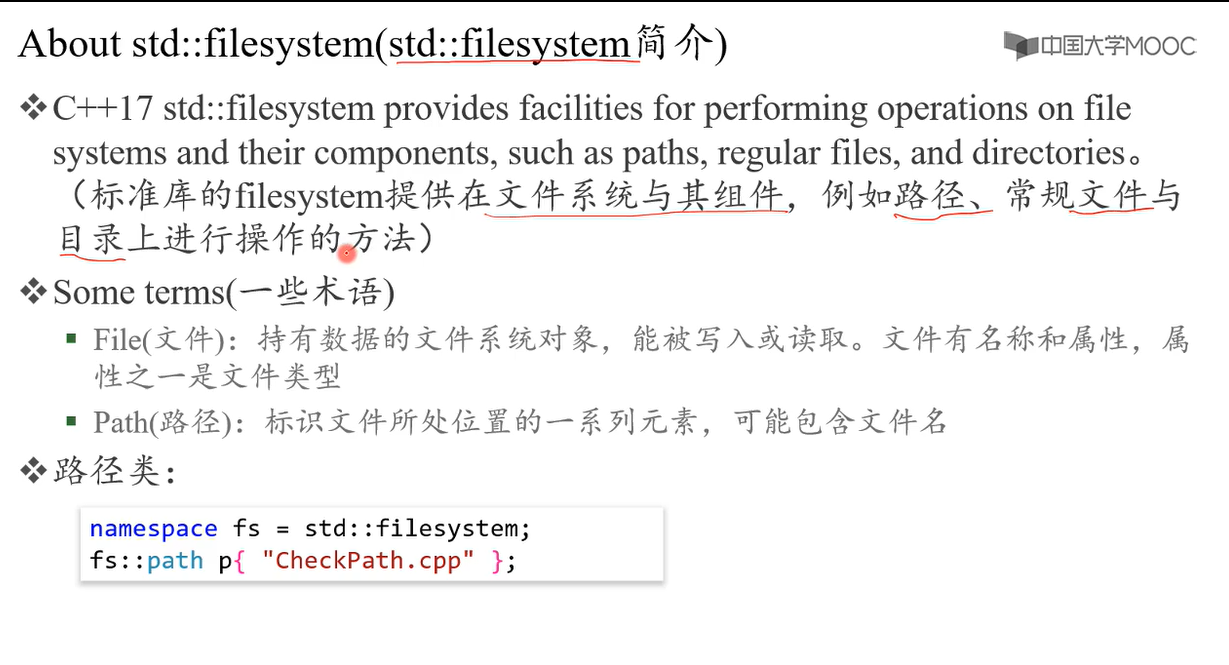 About std::filesystem(std::filesystem简介)
中国大学MOOC
❖C++17 std::filesystem provides facilities for performing operations on file
systems and their components, such as paths, regular files, and directories。
（标准库的filesystem提供在文件系统与其组件，例如路径、常规文件与
目录上进行操作的方法）
❖Some terms(一些术语)
▪ File(文件)：持有数据的文件系统对象，能被写入或读取。文件有名称和属性，属
性之一是文件类型
▪ Path(路径)：标识文件所处位置的一系列元素，可能包含文件名
❖路径类：
namespace fs = std::filesystem;
fs::path p{ "CheckPath.cpp" };